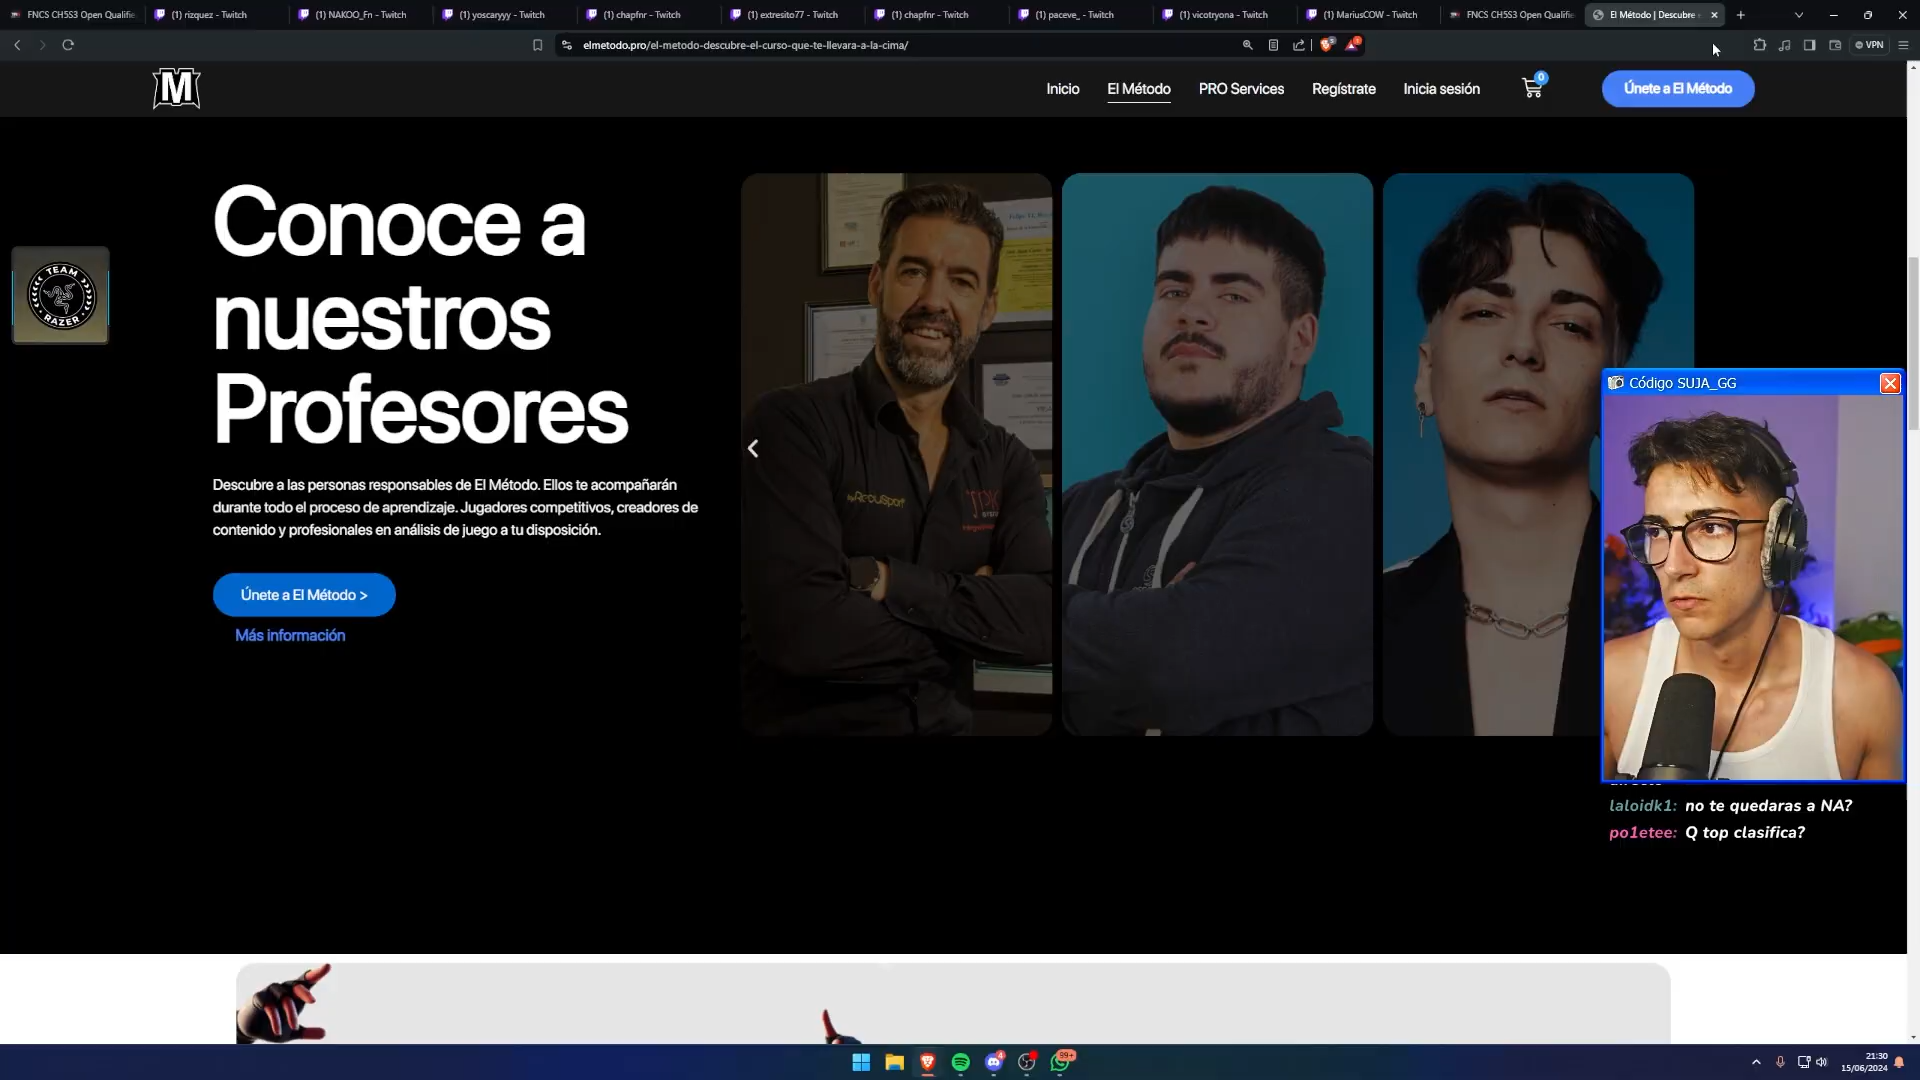 FNCS CH5S3 Open Qualifie
(1) rizquez - Twitch
(1) NAKOO_Fn - Twitch
(1) yoscaryyy - Twitch
(1) chapfnr - Twitch
(1) extresito77 - Twitch
(1) chapfnr - Twitch
(1) paceve_ - Twitch
(1) vicotryona - Twitch
(1) MariusCOW - Twitch
FNCS CH5S3 Open Qualifie
El Método | Descubre e
elmetodo.pro/el-metodo-descubre-el-curso-que-te-llevara-a-la-cima/
VPN
M
Inicio
El Método
PRO Services
Regístrate
Inicia sesión
0
Únete a El Método
Conoce a
nuestros
Profesores
TEAM
RAZER
Descubre a las personas responsables de El Método. Ellos te acompañarán
durante todo el proceso de aprendizaje. Jugadores competitivos, creadores de
contenido y profesionales en análisis de juego a tu disposición.
Únete a El Método >
Más información
Código SUJA_GG
laloidk1: no te quedaras a NA?
po1etee: Q top clasifica?
4
99+
21:30
15/06/2024